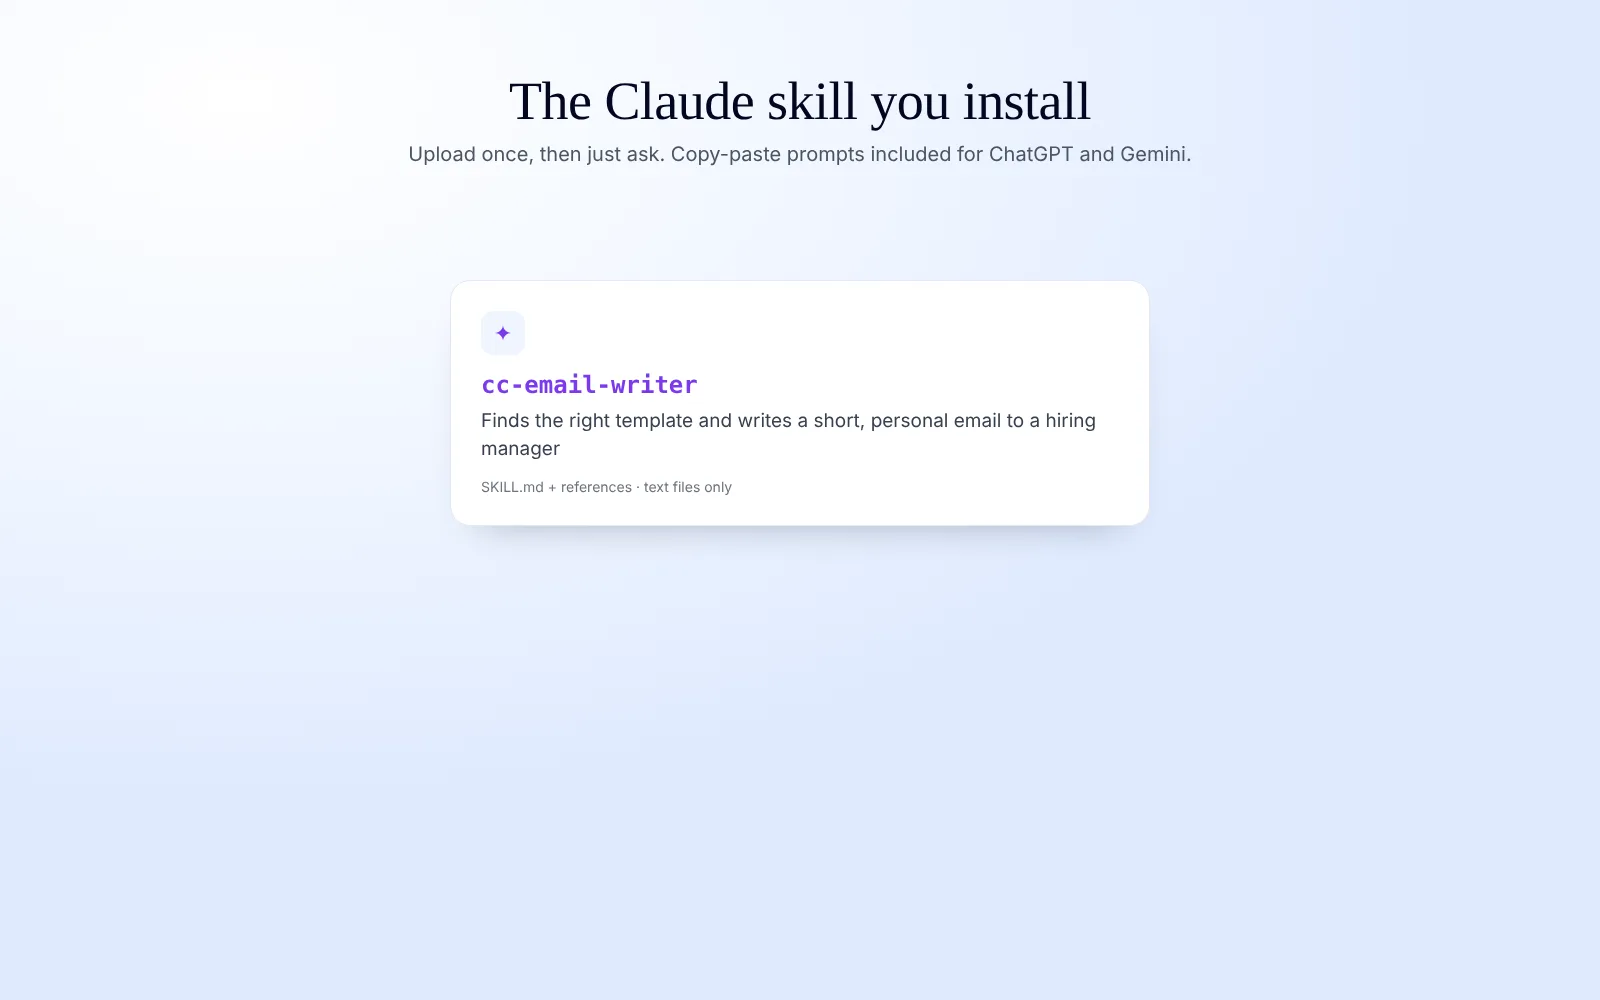 The Claude skill you install
Upload once, then just ask. Copy-paste prompts included for ChatGPT and Gemini.
cc-email-writer
Finds the right template and writes a short, personal email to a hiring
manager
SKILL.md + references · text files only